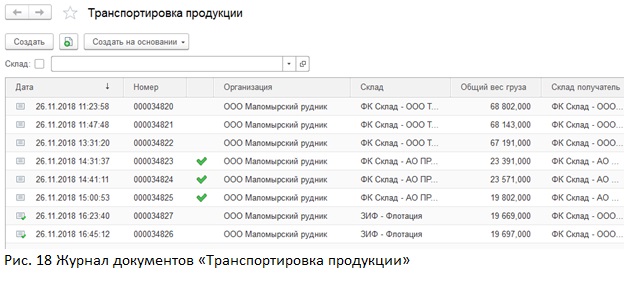 Транспортировка продукции
Создать Создать на основании
Склад:
Дата ↓ Номер Организация Склад Общий вес груза Склад получатель
26.11.2018 11:23:58 000034820 ООО Маломырский рудник ФК Склад - ООО Т... 68 802,000 ФК Склад - ООО...
26.11.2018 11:47:48 000034821 ООО Маломырский рудник ФК Склад - ООО Т... 68 143,000 ФК Склад - ООО...
26.11.2018 13:31:20 000034822 ООО Маломырский рудник ФК Склад - ООО Т... 67 191,000 ФК Склад - ООО...
26.11.2018 14:31:37 000034823 ООО Маломырский рудник ФК Склад - АО ПР... 23 391,000 ФК Склад - АО ...
26.11.2018 14:41:11 000034824 ООО Маломырский рудник ФК Склад - АО ПР... 23 571,000 ФК Склад - АО ...
26.11.2018 15:00:53 000034825 ООО Маломырский рудник ФК Склад - АО ПР... 19 802,000 ФК Склад - АО ...
26.11.2018 16:23:40 000034827 ООО Маломырский рудник ЗИФ - Флотация 19 669,000 ФК Склад - ООО...
26.11.2018 16:45:12 000034826 ООО Маломырский рудник ЗИФ - Флотация 19 697,000 ФК Склад - ООО...
Рис. 18 Журнал документов «Транспортировка продукции»